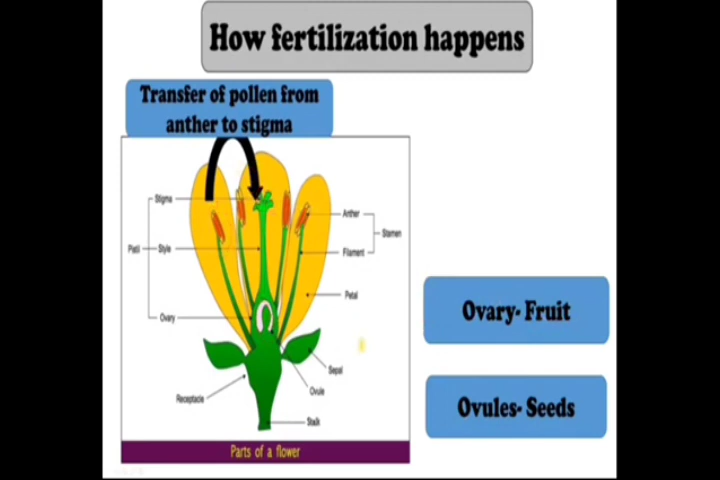 How fertilization happens
Transfer of pollen from
anther to stigma
Stigma
Anther
Stamen
Pistil
Style
Filament
Petal
Ovary
Sepal
Ovule
Receptacle
Stalk
Parts of a flower
Ovary- Fruit
Ovules- Seeds